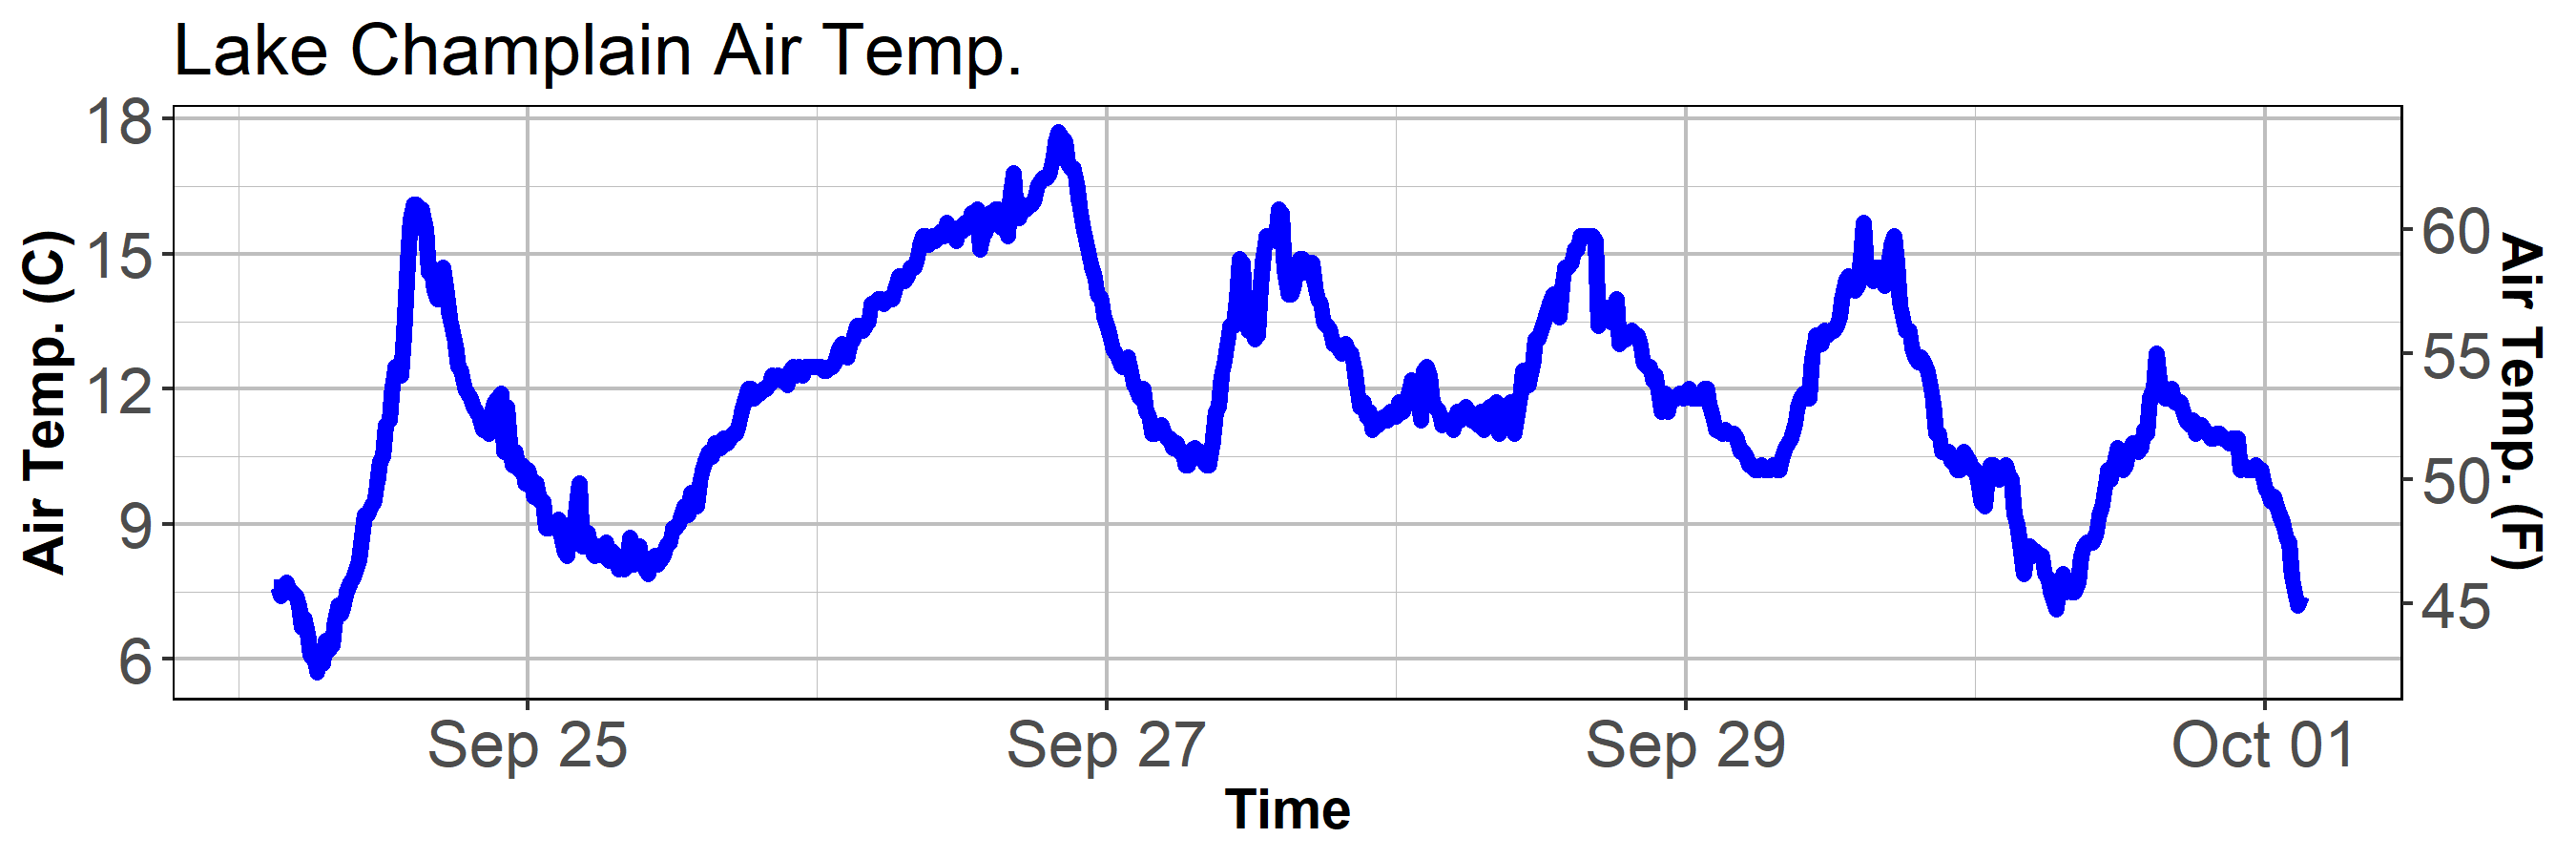 Lake Champlain Air Temp.
18
15
12
9
6
Air Temp. (C)
60
55
50
45
Air Temp. (F)
Sep 25
Sep 27
Sep 29
Oct 01
Time